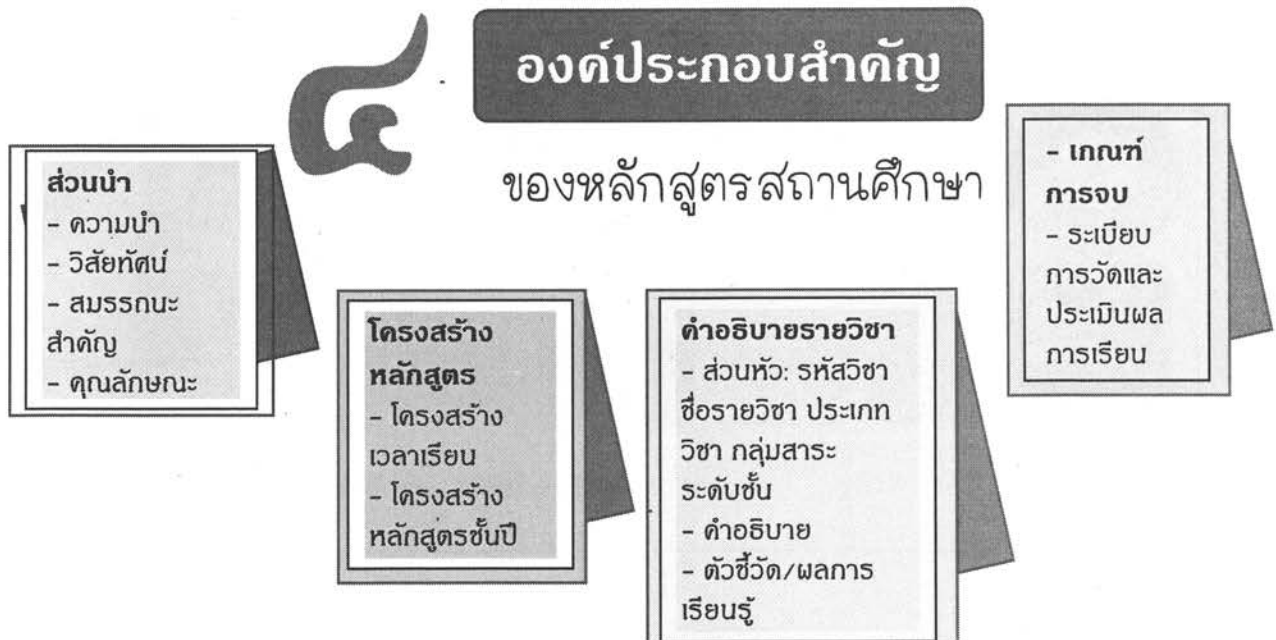 ๔
องค์ประกอบสำคัญ
ของหลักสูตรสถานศึกษา
ส่วนนำ
- ความนำ
- วิสัยทัศน์
- สมรรถนะ
สำคัญ
- คุณลักษณะ
โครงสร้าง
หลักสูตร
- โครงสร้าง
เวลาเรียน
- โครงสร้าง
หลักสูตรชั้นปี
คำอธิบายรายวิชา
- ส่วนหัว: รหัสวิชา
ชื่อรายวิชา ประเภท
วิชา กลุ่มสาระ
ระดับชั้น
- คำอธิบาย
- ตัวชี้วัด/ผลการ
เรียนรู้
- เกณฑ์
การจบ
- ระเบียบ
การวัดและ
ประเมินผล
การเรียน